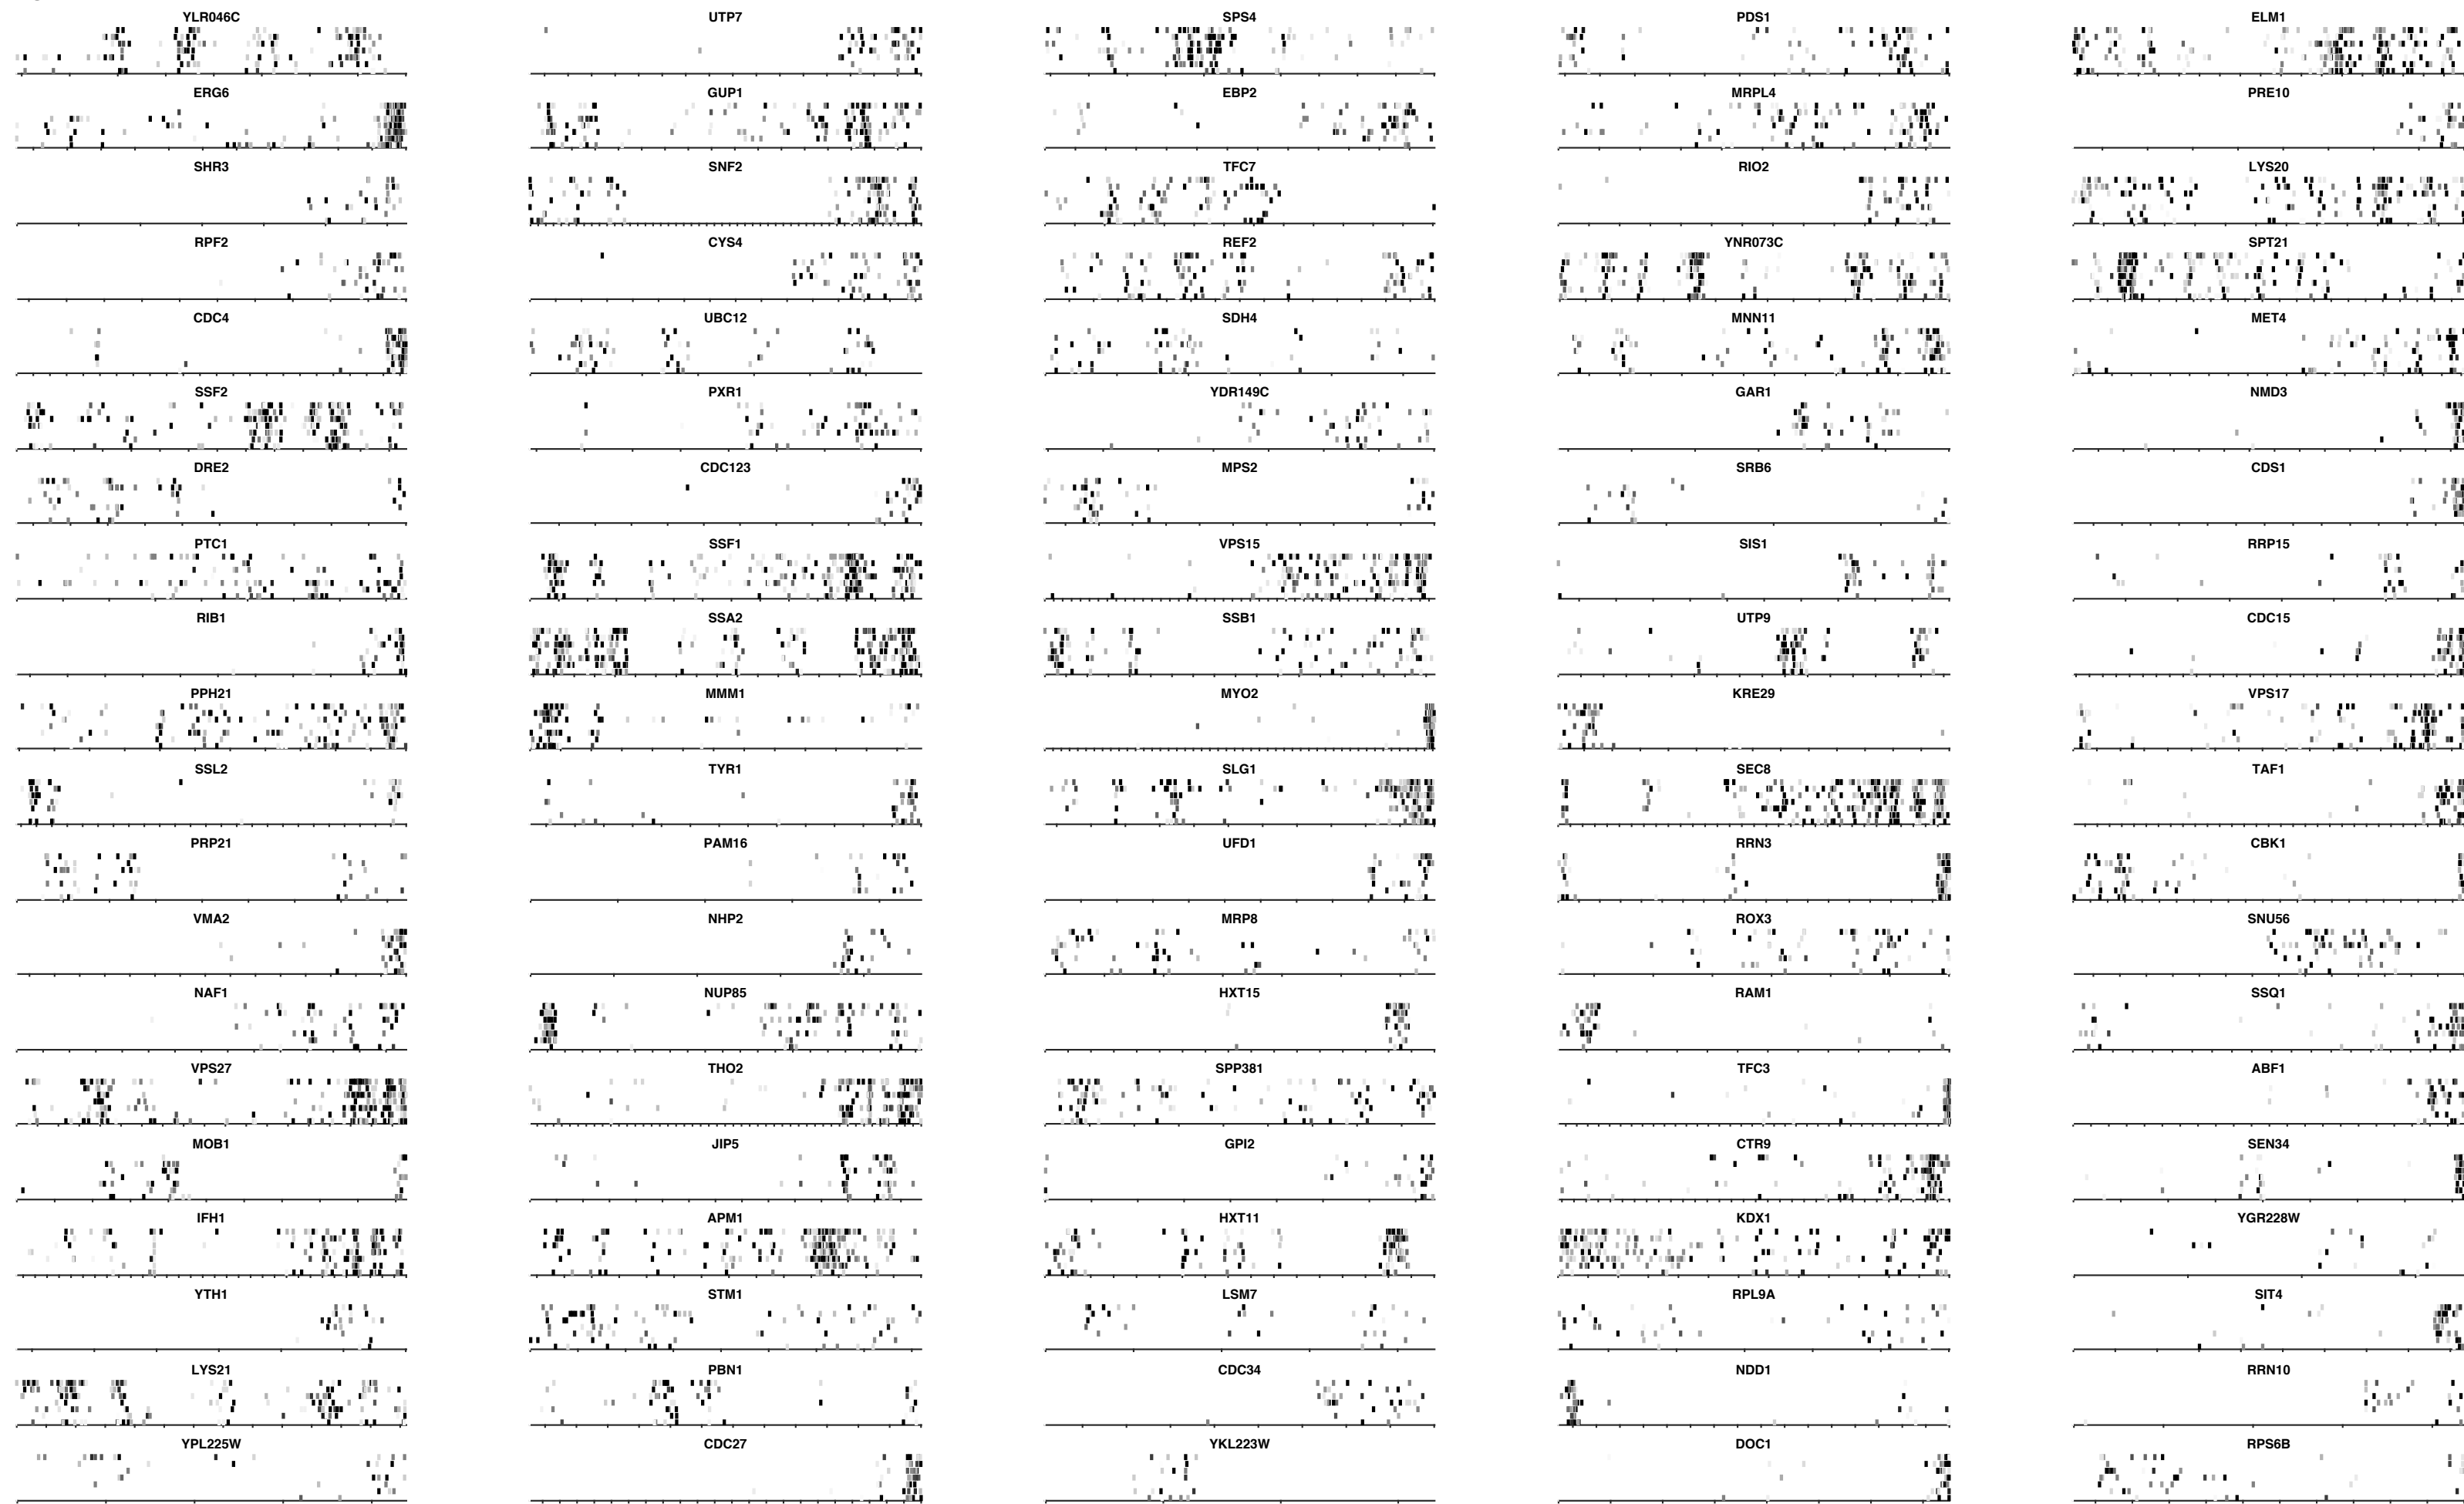 YLR046C UTP7 SPS4 PDS1 ELM1
ERG6 GUP1 EBP2 MRPL4 PRE10
SHR3 SNF2 TFC7 RIO2 LYS20
RPF2 CYS4 REF2 YNR073C SPT21
CDC4 UBC12 SDH4 MNN11 MET4
SSF2 PXR1 YDR149C GAR1 NMD3
DRE2 CDC123 MPS2 SRB6 CDS1
PTC1 SSF1 VPS15 SIS1 RRP15
RIB1 SSA2 SSB1 UTP9 CDC15
PPH21 MMM1 MYO2 KRE29 VPS17
SSL2 TYR1 SLG1 SEC8 TAF1
PRP21 PAM16 UFD1 RRN3 CBK1
VMA2 NHP2 MRP8 ROX3 SNU56
NAF1 NUP85 HXT15 RAM1 SSQ1
VPS27 THO2 SPP381 TFC3 ABF1
MOB1 JIP5 GPI2 CTR9 SEN34
IFH1 APM1 HXT11 KDX1 YGR228W
YTH1 STM1 LSM7 RPL9A SIT4
LYS21 PBN1 CDC34 NDD1 RRN10
YPL225W CDC27 YKL223W DOC1 RPS6B